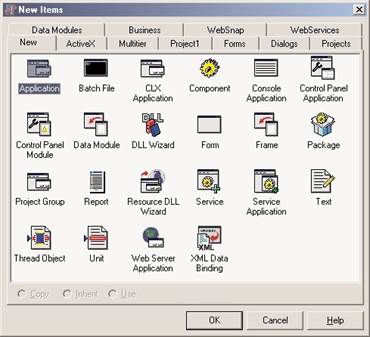 New Items
Data Modules Business WebSnap WebServices
New ActiveX Multitier Project1 Forms Dialogs Projects
Application Batch File CLX Application Component Console Application Control Panel Application
Control Panel Module Data Module DLL Wizard Form Frame Package
Project Group Report Resource DLL Wizard Service Service Application Text
Thread Object Unit Web Server Application XML Data Binding
Copy Inherit Use
OK Cancel Help